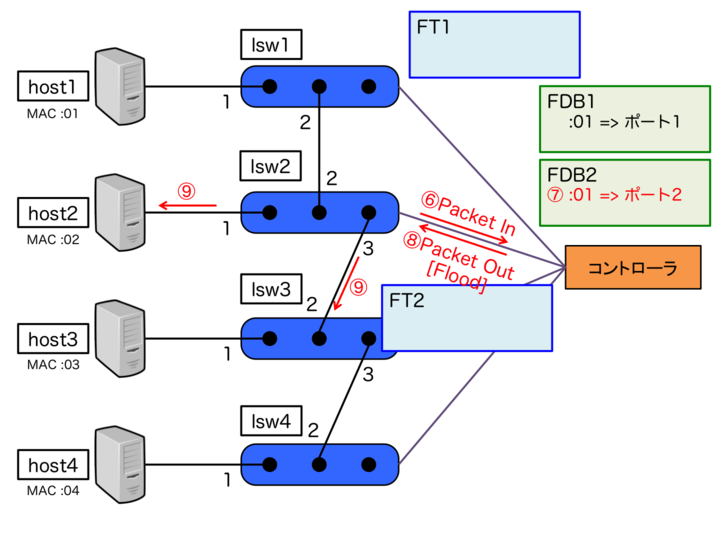 lsw1
FT1
host1
MAC :01
1
2
FDB1
:01 => ポート1
lsw2
2
FDB2
⑦ :01 => ポート2
host2
MAC :02
⑨
1
3
⑥Packet In
⑧Packet Out
[Flood]
コントローラ
lsw3
2
⑨
FT2
host3
MAC :03
1
3
lsw4
2
host4
MAC :04
1